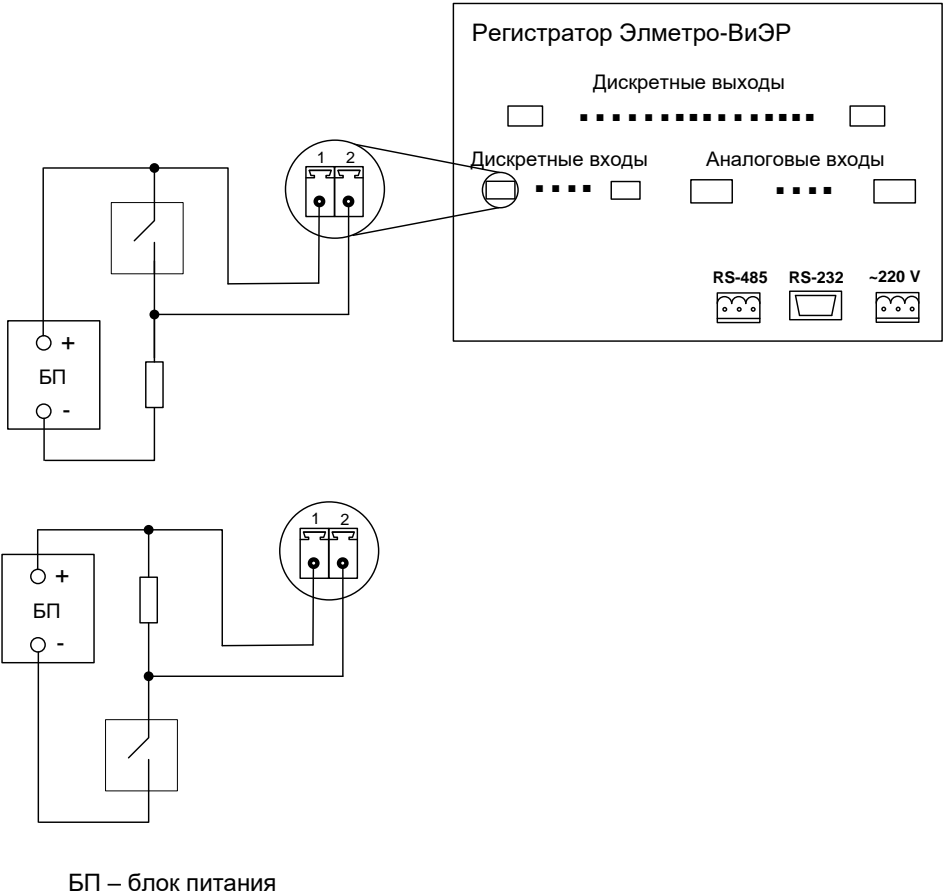 Регистратор Элметро-ВиЭР
Дискретные выходы
Дискретные входы
Аналоговые входы
1 2
RS-485 RS-232 ~220 V
+
БП
-
1 2
+
БП
-
БП – блок питания